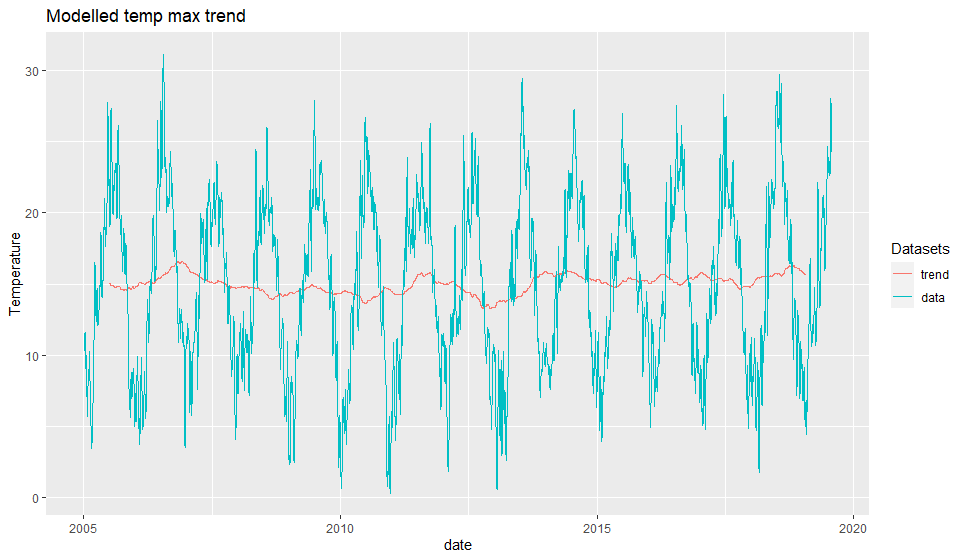 Modelled temp max trend
30
20
10
0
Temperature
2005
2010
2015
2020
date
Datasets
trend
data